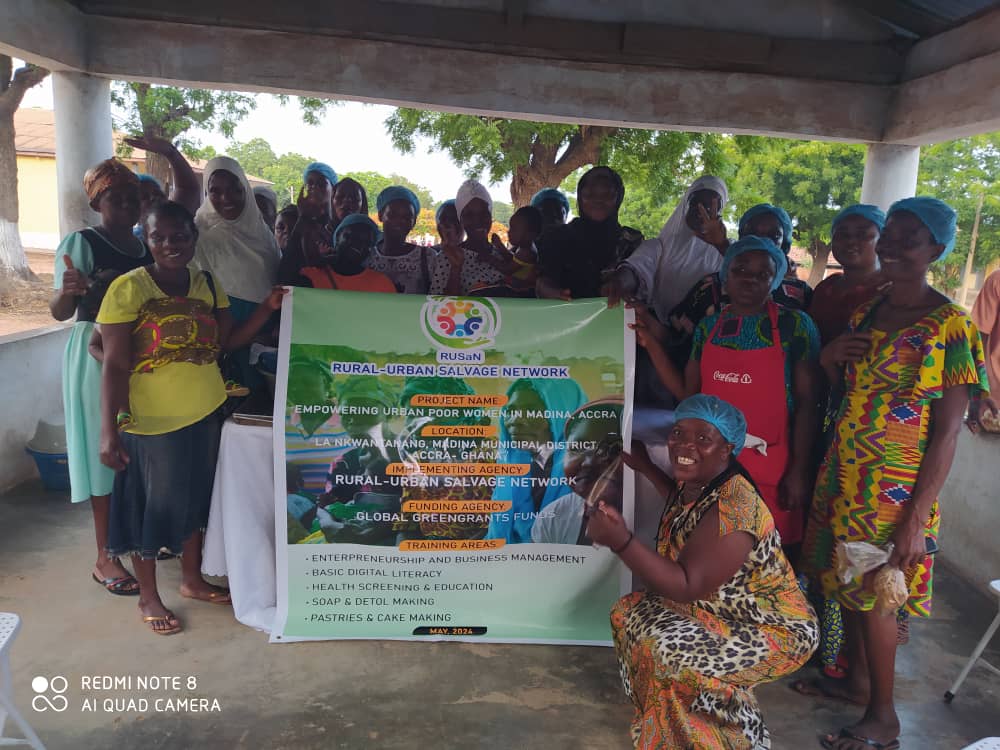 RUSaN
RURAL-URBAN SALVAGE NETWORK
PROJECT NAME:
EMPOWERING URBAN POOR WOMEN IN MADINA, ACCRA
LOCATION:
LA NKWANTANANG, MADINA MUNICIPAL DISTRICT
ACCRA- GHANA
IMPLEMENTING AGENCY:
RURAL-URBAN SALVAGE NETWORK
FUNDING AGENCY:
GLOBAL GREENGRANTS FUNDS
TRAINING AREAS:
• ENTERPRENEURSHIP AND BUSINESS MANAGEMENT
• BASIC DIGITAL LITERACY
• HEALTH SCREENING & EDUCATION
• SOAP & DETOL MAKING
• PASTRIES & CAKE MAKING
MAY, 2024
Coca-Cola
REDMI NOTE 8
AI QUAD CAMERA